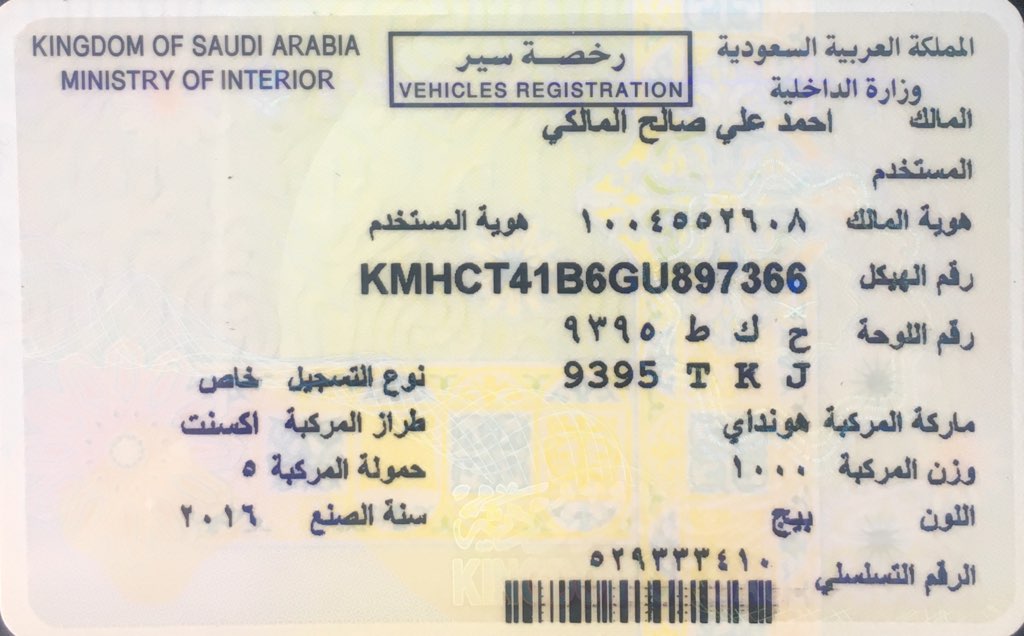 KINGDOM OF SAUDI ARABIA
MINISTRY OF INTERIOR
رخصة سير
VEHICLES REGISTRATION
المملكة العربية السعودية
وزارة الداخلية
المالك احمد علي صالح المالكي
المستخدم
هوية المالك ١٠٠٤٥٥٢٦٠٨ هوية المستخدم
رقم الهيكل KMHCT41B6GU897366
رقم اللوحة ح ك ط ٩٣٩٥
9395 T K J
نوع التسجيل خاص
ماركة المركبة هونداي طراز المركبة اكسنت
وزن المركبة ١٠٠٠ حمولة المركبة ٥
اللون بيج سنة الصنع ٢٠١٦
الرقم التسلسلي ٥٢٩٣٣٣٤١٠